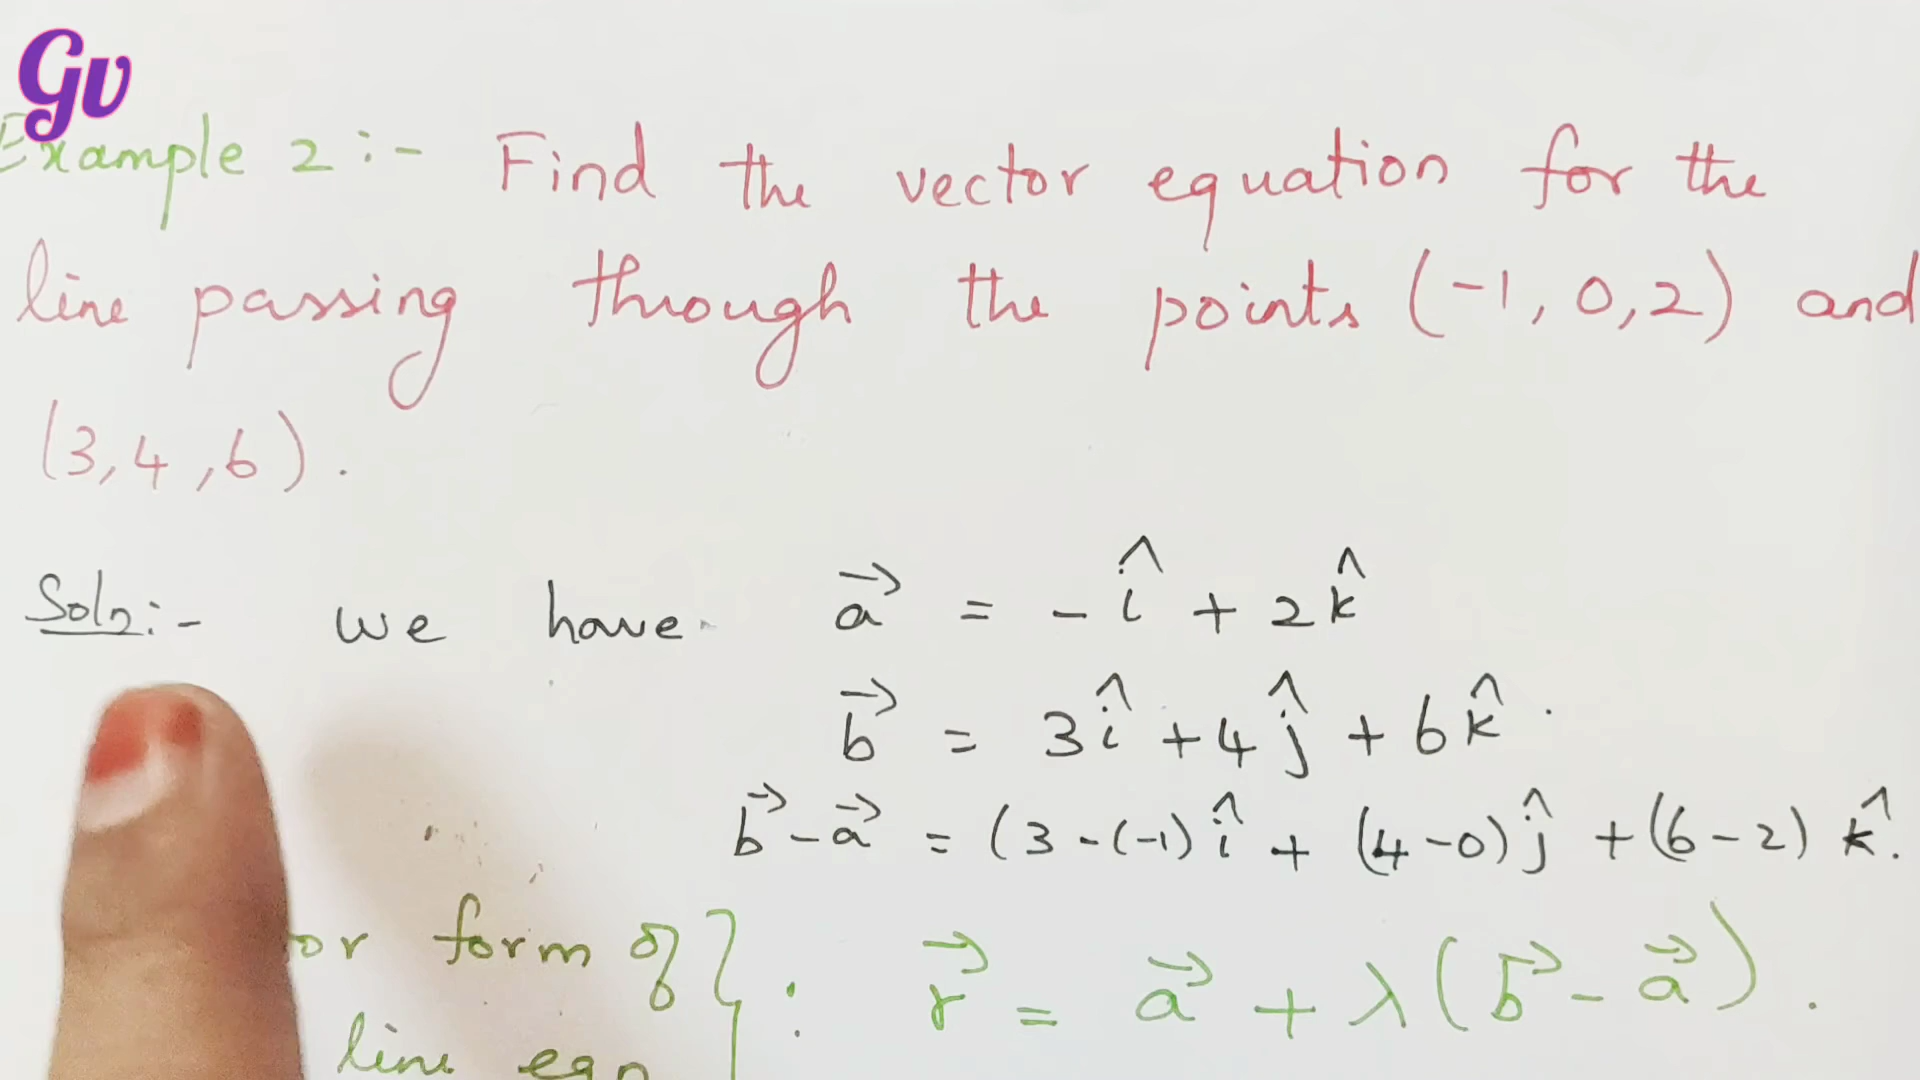 Gv
Example 2:- Find the vector equation for the
line passing through the points (-1, 0, 2) and
(3, 4, 6).
Soln:- we have a⃗ = -î + 2k̂
b⃗ = 3î + 4ĵ + 6k̂.
b⃗ - a⃗ = (3-(-1)î + (4-0)ĵ + (6-2) k̂.
form of } : r⃗ = a⃗ + λ(b⃗ - a⃗).
line eqn